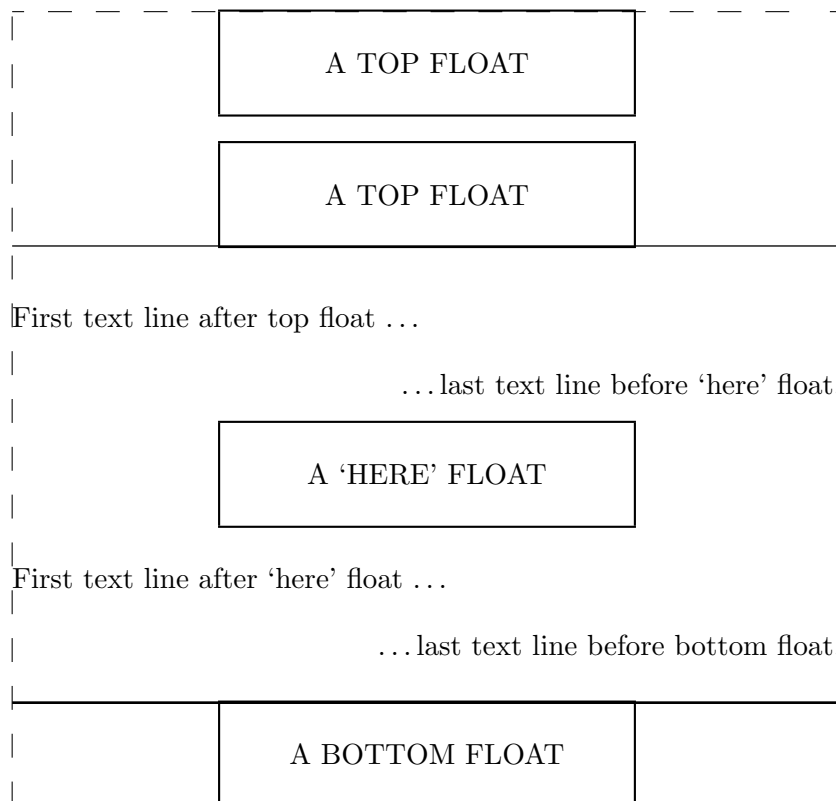 A TOP FLOAT
A TOP FLOAT
First text line after top float ...
...last text line before ‘here’ float
A ‘HERE’ FLOAT
First text line after ‘here’ float ...
...last text line before bottom float
A BOTTOM FLOAT